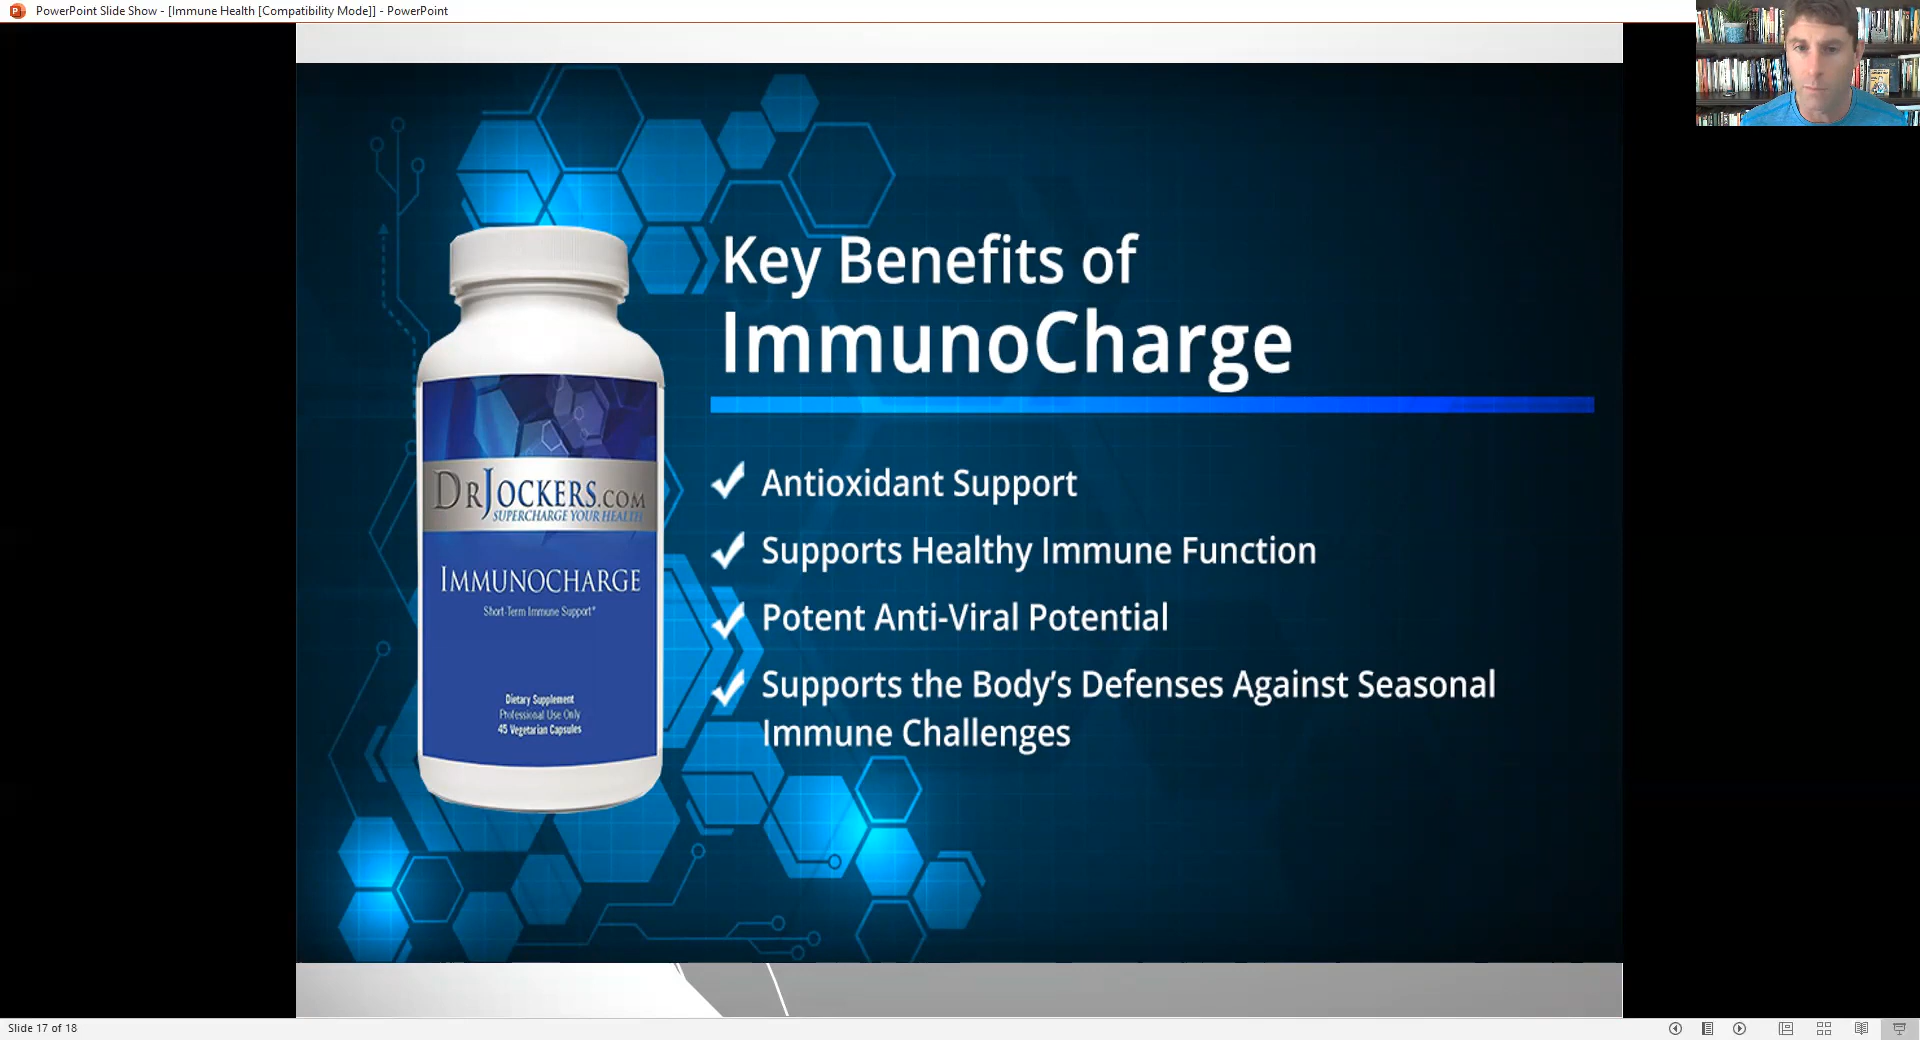 PowerPoint Slide Show - [Immune Health [Compatibility Mode]] - PowerPoint
Key Benefits of
ImmunoCharge
Antioxidant Support
Supports Healthy Immune Function
Potent Anti-Viral Potential
Supports the Body’s Defenses Against Seasonal
Immune Challenges
DRJOCKERS.COM
SUPERCHARGE YOUR HEALTH
IMMUNOCHARGE
Short-Term Immune Support*
Dietary Supplement
Professional Use Only
45 Vegetarian Capsules
Slide 17 of 18